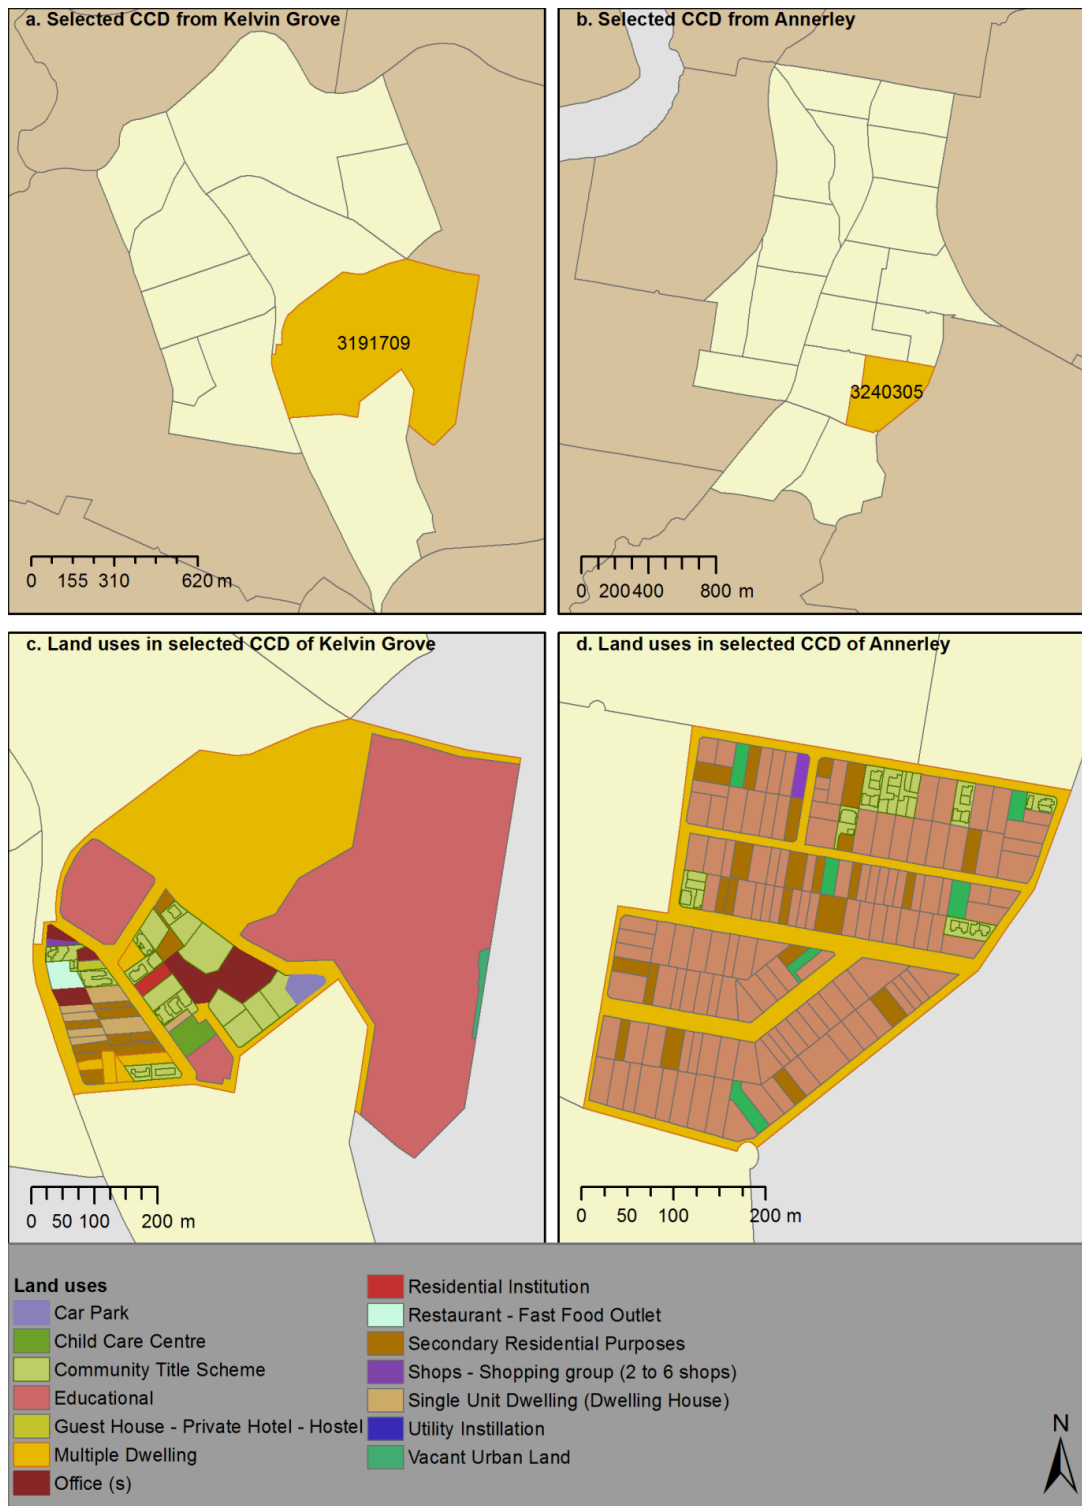 a. Selected CCD from Kelvin Grove
3191709
0 155 310 620 m
b. Selected CCD from Annerley
3240305
0 200 400 800 m
c. Land uses in selected CCD of Kelvin Grove
0 50 100 200 m
d. Land uses in selected CCD of Annerley
0 50 100 200 m
Land uses
Car Park
Child Care Centre
Community Title Scheme
Educational
Guest House - Private Hotel - Hostel
Multiple Dwelling
Office (s)
Residential Institution
Restaurant - Fast Food Outlet
Secondary Residential Purposes
Shops - Shopping group (2 to 6 shops)
Single Unit Dwelling (Dwelling House)
Utility Instillation
Vacant Urban Land
N